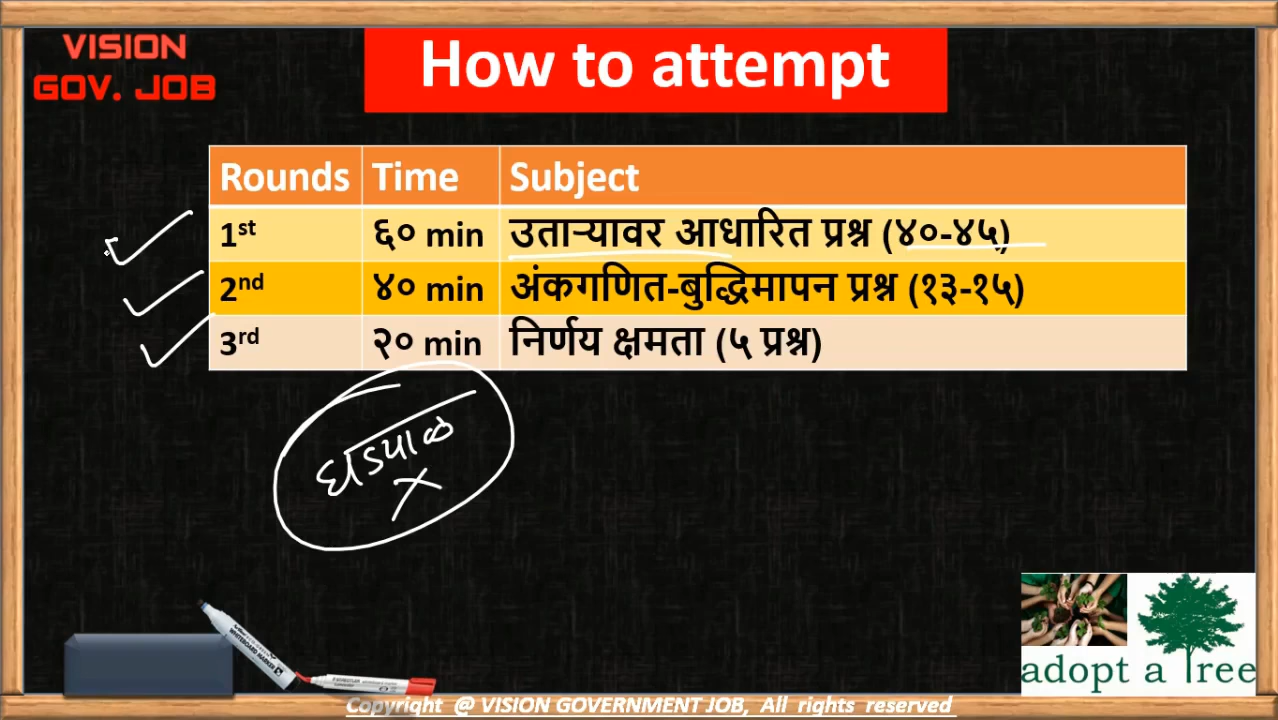 VISION
GOV. JOB
How to attempt
Rounds Time Subject
1st ६० min उताऱ्यावर आधारित प्रश्न (४०-४५)
2nd ४० min अंकगणित-बुद्धिमापन प्रश्न (१३-१५)
3rd २० min निर्णय क्षमता (५ प्रश्न)
घड्याळ
X
WHITEBOARD MARKER
adopt a Tree
Copyright @ VISION GOVERNMENT JOB, All rights reserved